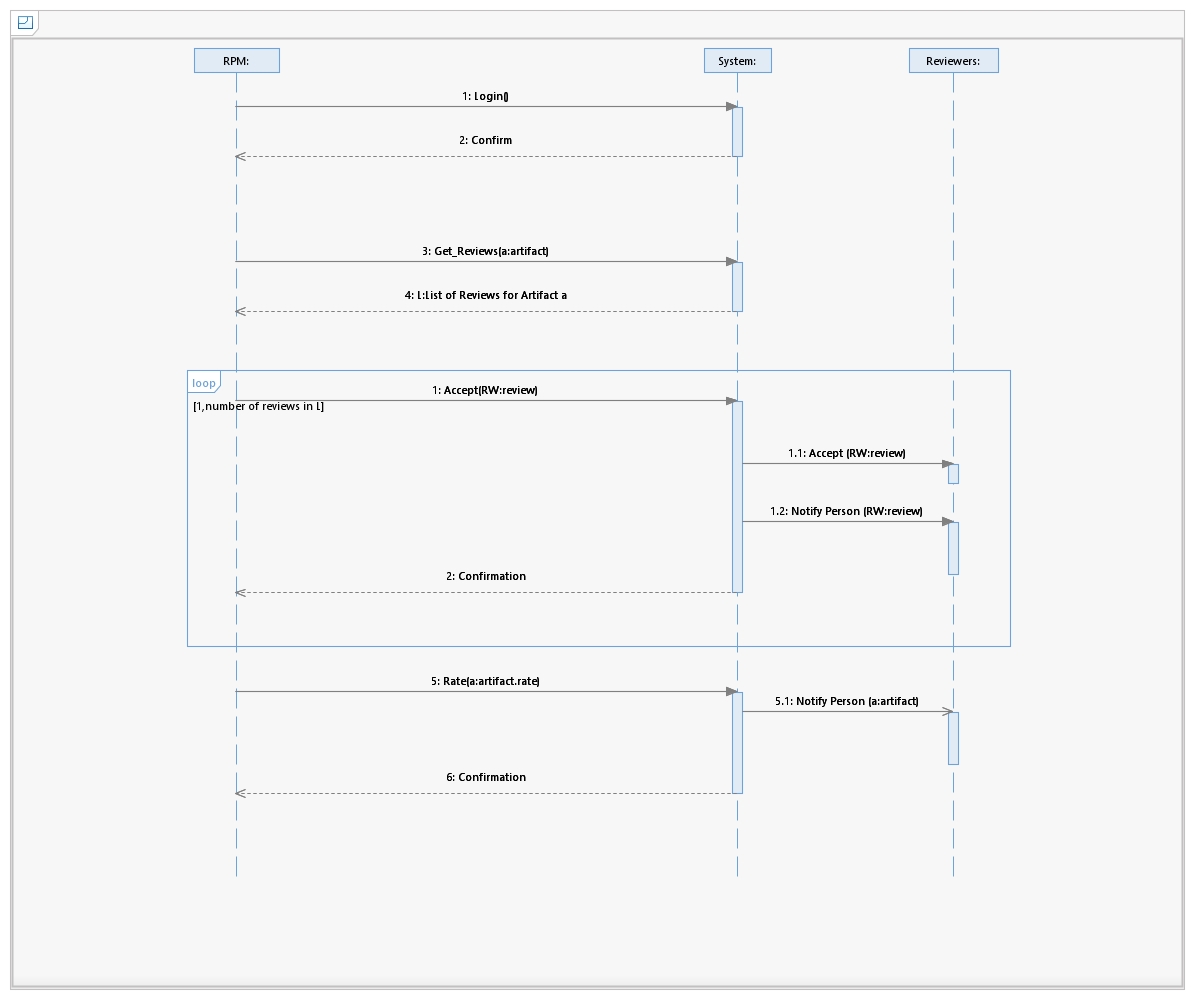 RPM:
System:
Reviewers:
1: Login()
2: Confirm
3: Get_Reviews(a:artifact)
4: l:List of Reviews for Artifact a
loop
1: Accept(RW:review)
[1,number of reviews in l]
1.1: Accept (RW:review)
1.2: Notify Person (RW:review)
2: Confirmation
5: Rate(a:artifact.rate)
5.1: Notify Person (a:artifact)
6: Confirmation